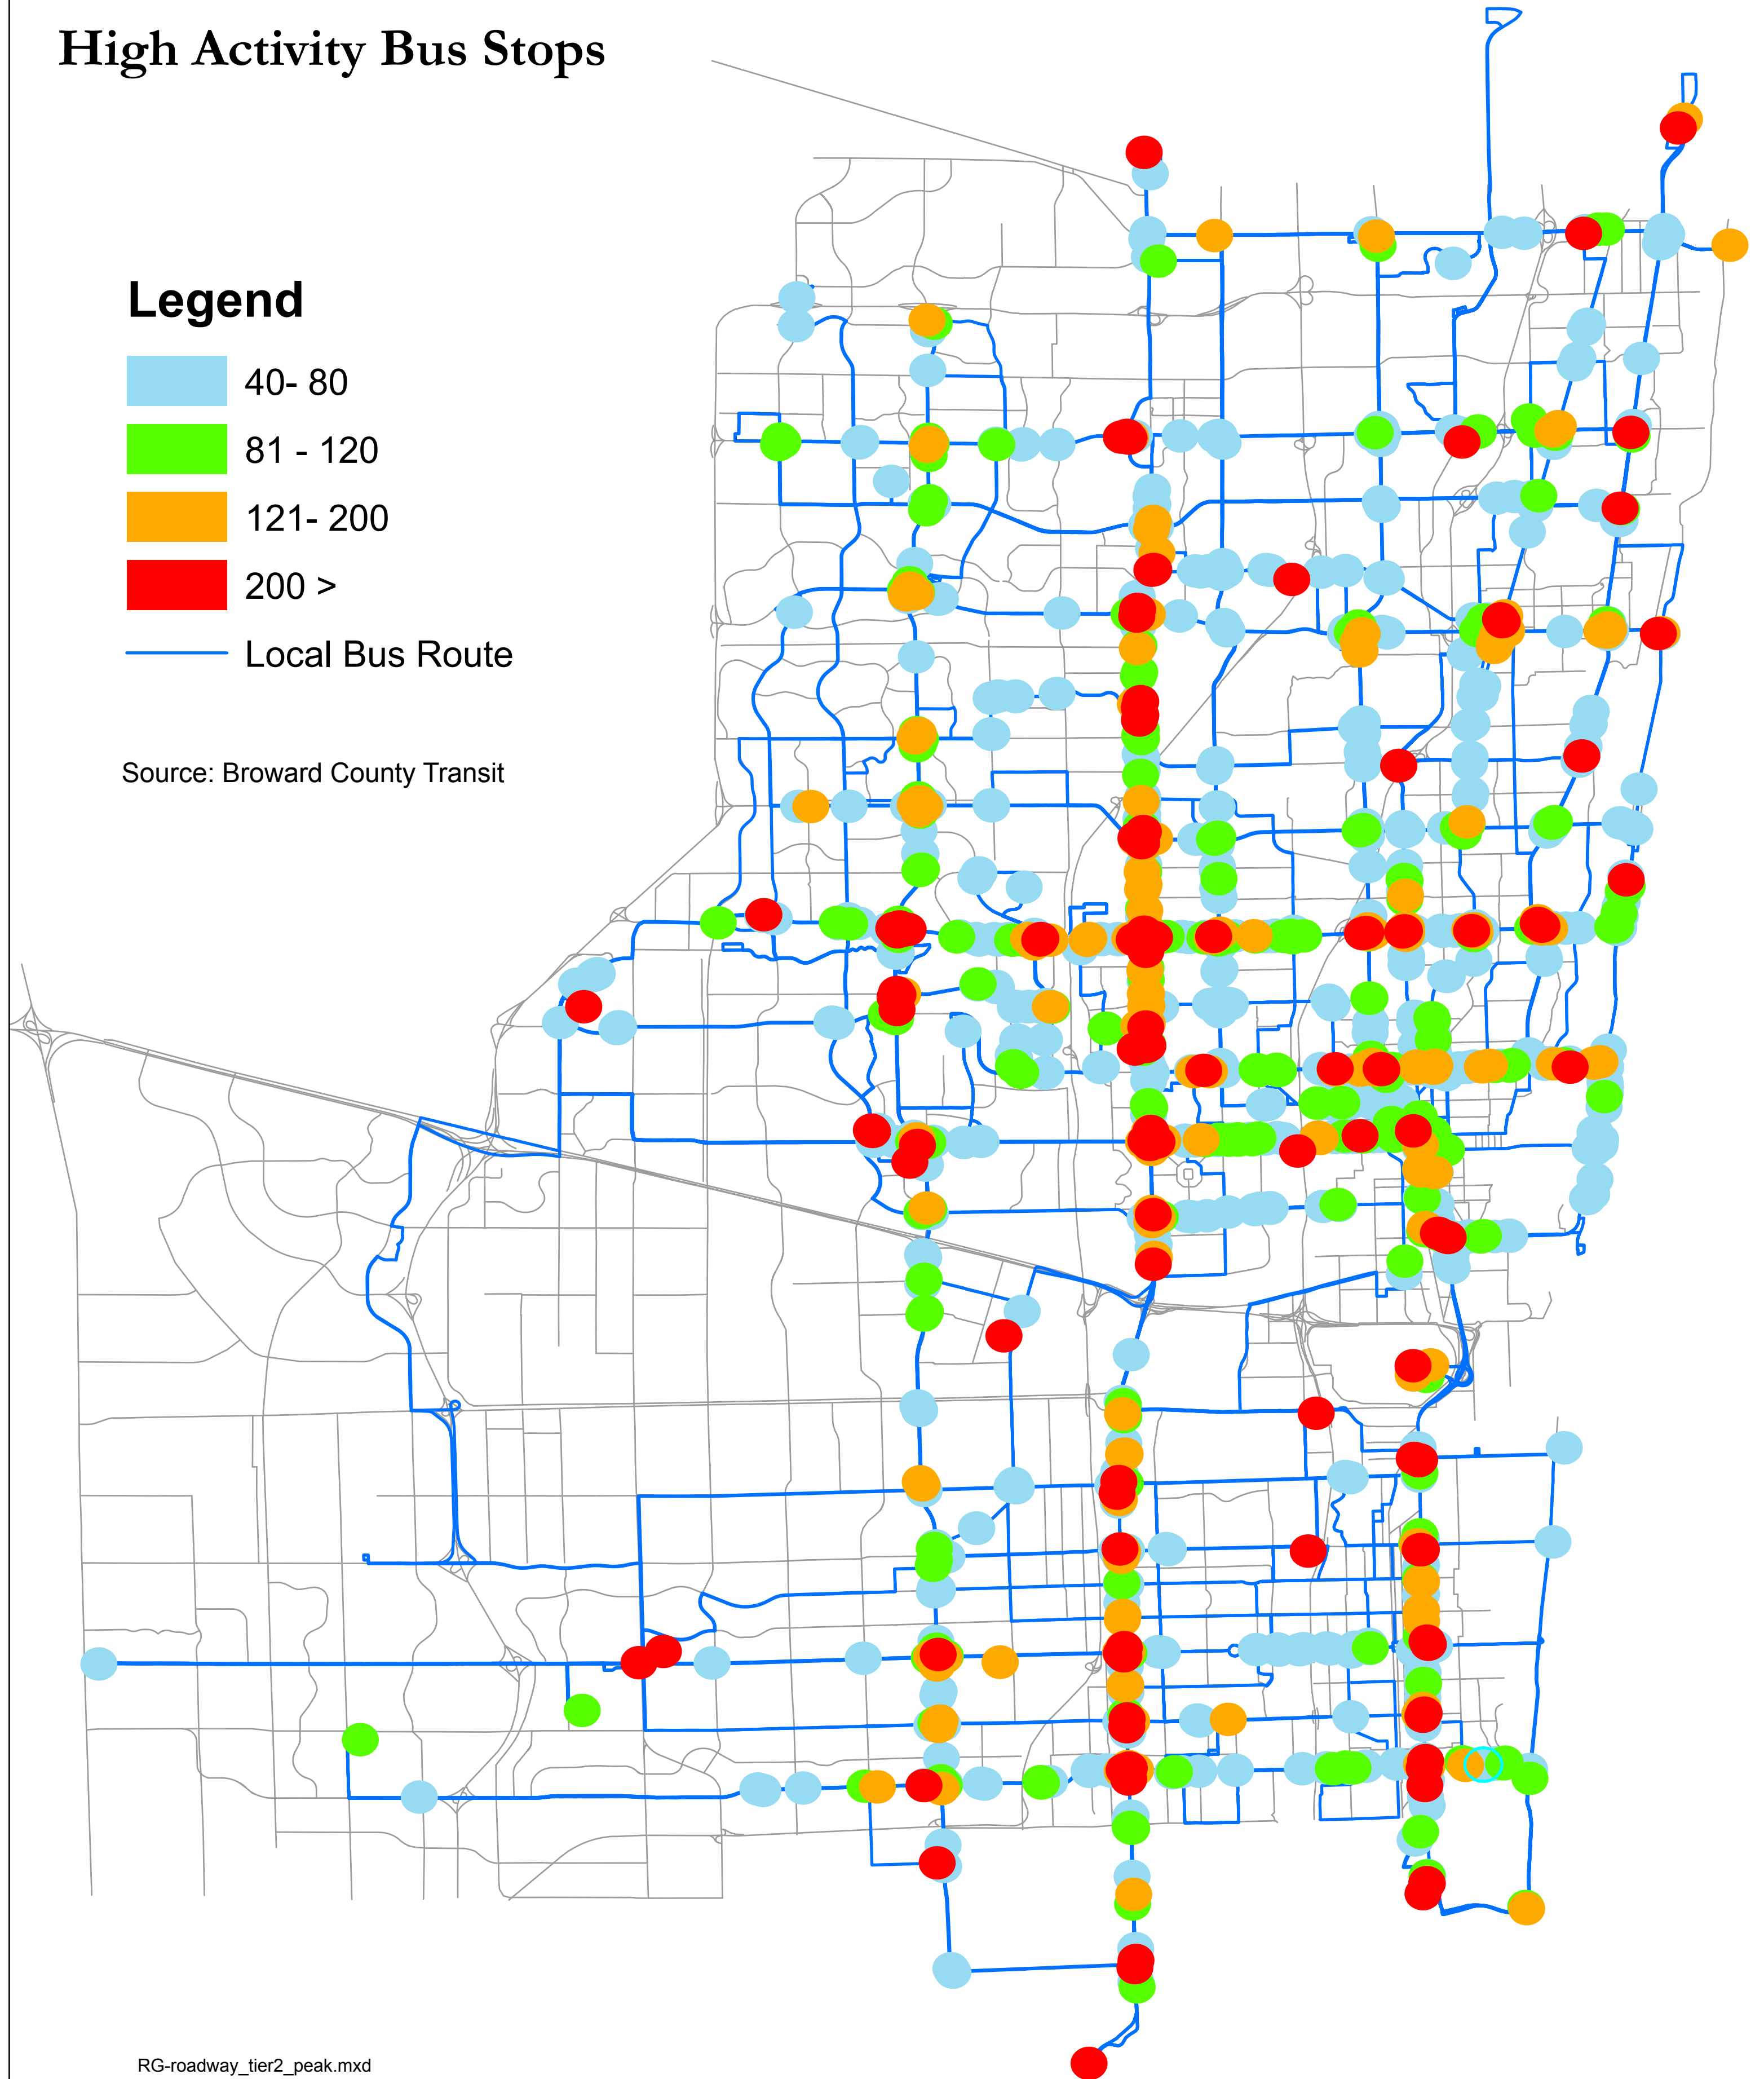 High Activity Bus Stops
Legend
40- 80
81 - 120
121- 200
200 >
Local Bus Route
Source: Broward County Transit
RG-roadway_tier2_peak.mxd